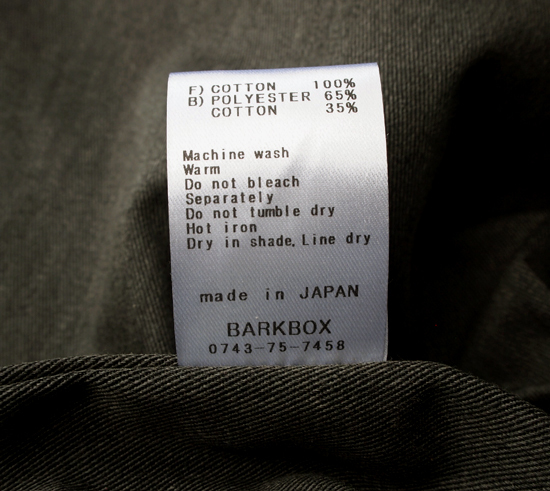 F) COTTON 100%
B) POLYESTER 65%
COTTON 35%
Machine wash
Warm
Do not bleach
Separately
Do not tumble dry
Hot iron
Dry in shade, Line dry
made in JAPAN
BARKBOX
0743-75-7458